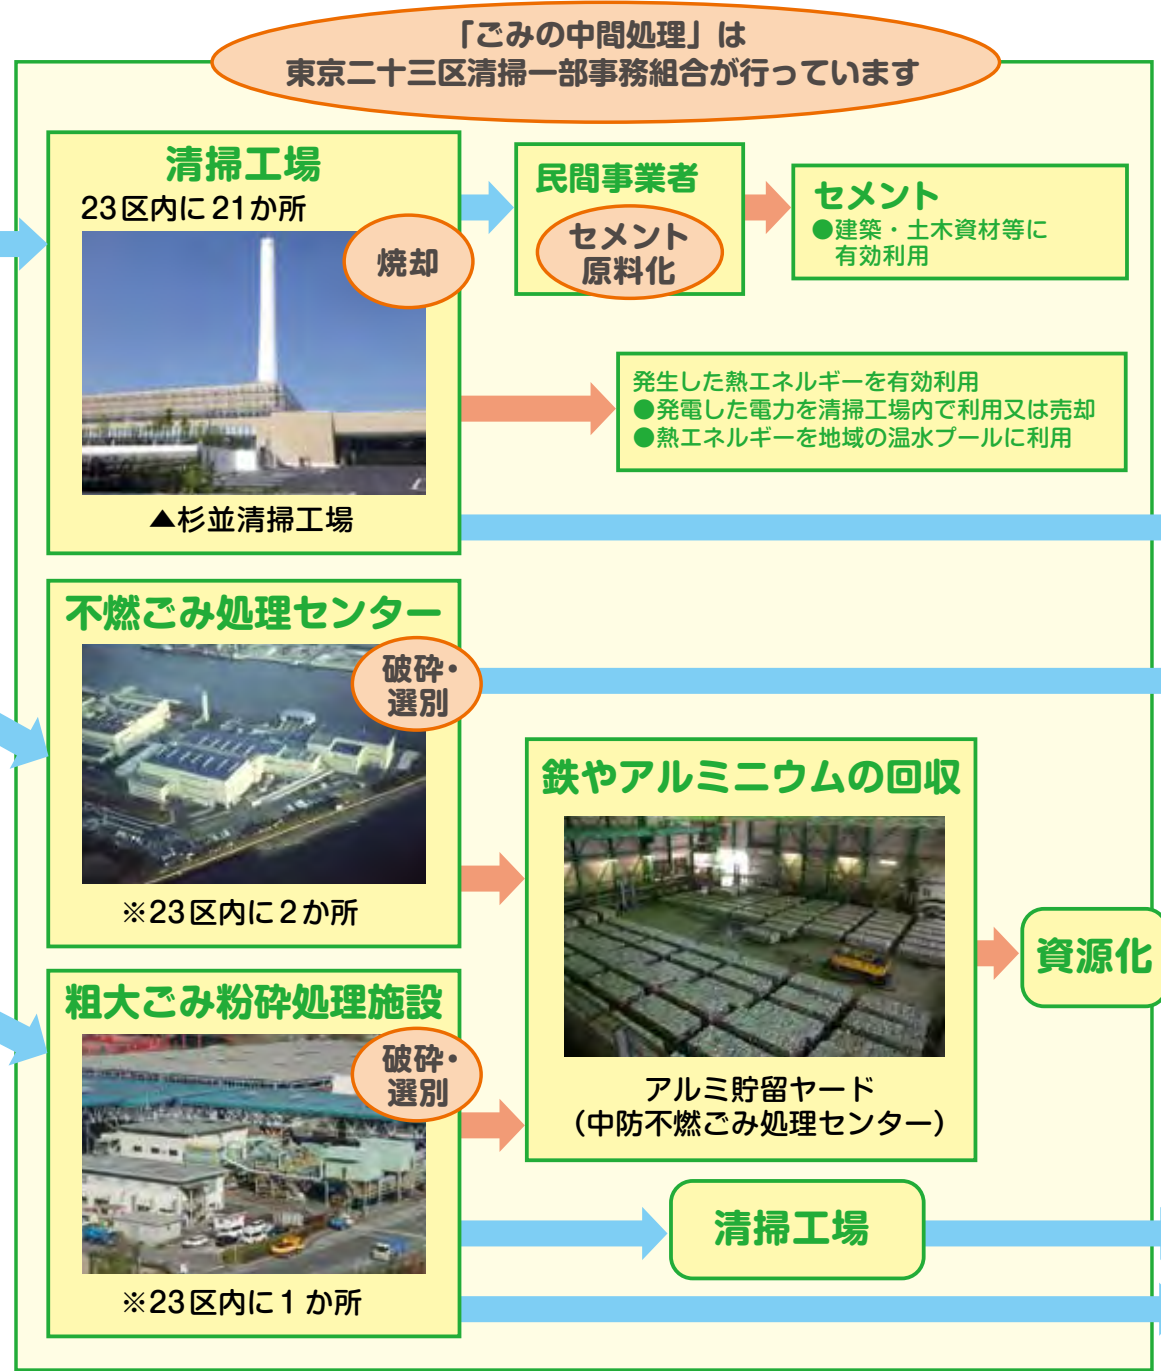 「ごみの中間処理」は
東京二十三区清掃一部事務組合が行っています
清掃工場
23区内に21か所
焼却
▲杉並清掃工場
民間事業者
セメント
原料化
セメント
●建築・土木資材等に
有効利用
発生した熱エネルギーを有効利用
●発電した電力を清掃工場内で利用又は売却
●熱エネルギーを地域の温水プールに利用
不燃ごみ処理センター
破砕・
選別
※23区内に2か所
鉄やアルミニウムの回収
アルミ貯留ヤード
（中防不燃ごみ処理センター）
資源化
粗大ごみ粉砕処理施設
破砕・
選別
※23区内に1か所
清掃工場